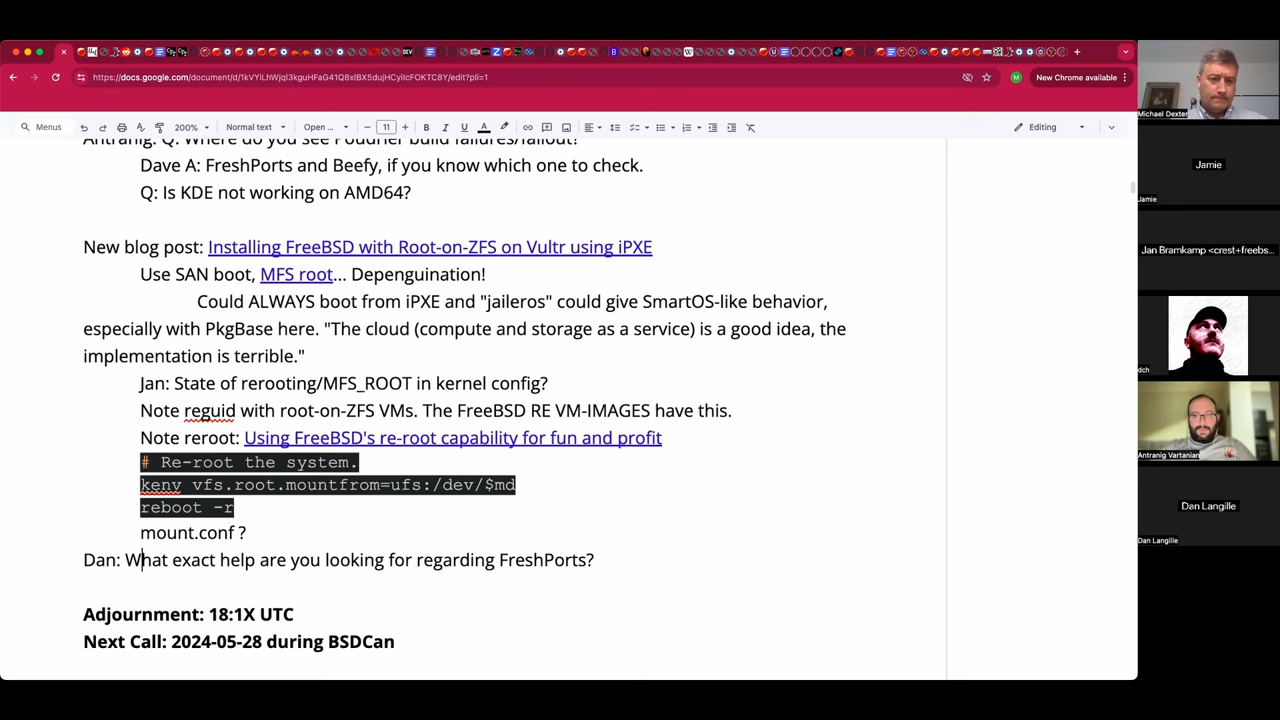 https://docs.google.com/document/d/1kVYiLhWjqI3kguHFaG41Q8xIBX5dujHCyiIcFOKTC8Y/edit?pli=1
New Chrome available
Menus
200%
Normal text
Open ...
11
Editing
Antranig: Q: Where do you see Poudrier build failures/fallout?
Dave A: FreshPorts and Beefy, if you know which one to check.
Q: Is KDE not working on AMD64?
New blog post: Installing FreeBSD with Root-on-ZFS on Vultr using iPXE
Use SAN boot, MFS root... Depenguination!
Could ALWAYS boot from iPXE and "jaileros" could give SmartOS-like behavior,
especially with PkgBase here. "The cloud (compute and storage as a service) is a good idea, the
implementation is terrible."
Jan: State of rerooting/MFS_ROOT in kernel config?
Note reguid with root-on-ZFS VMs. The FreeBSD RE VM-IMAGES have this.
Note reroot: Using FreeBSD's re-root capability for fun and profit
# Re-root the system.
kenv vfs.root.mountfrom=ufs:/dev/$md
reboot -r
mount.conf ?
Dan: What exact help are you looking for regarding FreshPorts?
Adjournment: 18:1X UTC
Next Call: 2024-05-28 during BSDCan
Michael Dexter
Jamie
Jamie
Jan Bramkamp <crest+freebs...
dch
Antranig Vartanian
Dan Langille
Dan Langille